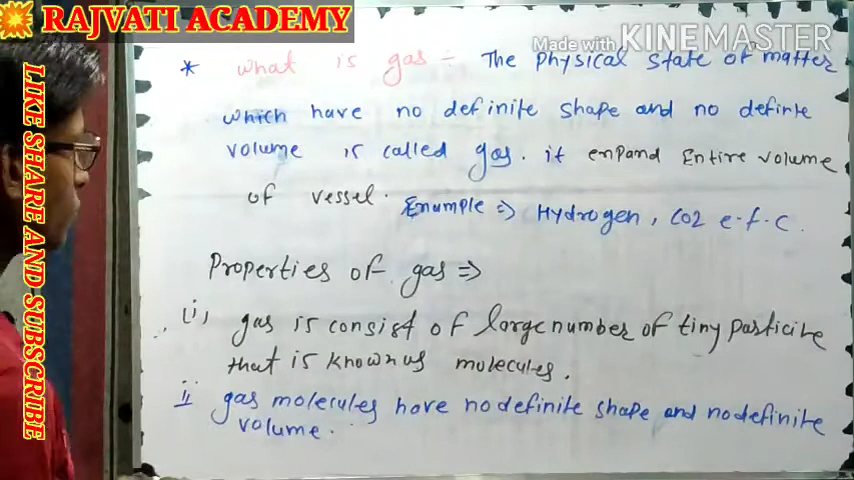 RAJVATI ACADEMY
Made with KINEMASTER
LIKE SHARE AND SUBSCRIBE
* What is gas :- The physical state of matter
which have no definite shape and no definte
volume is called gas. it enpand Entire volume
of vessel. Enumple => Hydrogen, CO2 e.t.c.
Properties of gas =>
(i) gas is consist of large number of tiny particile
that is known us molecules.
ii gas molecules have no definite shape and no definite
volume.